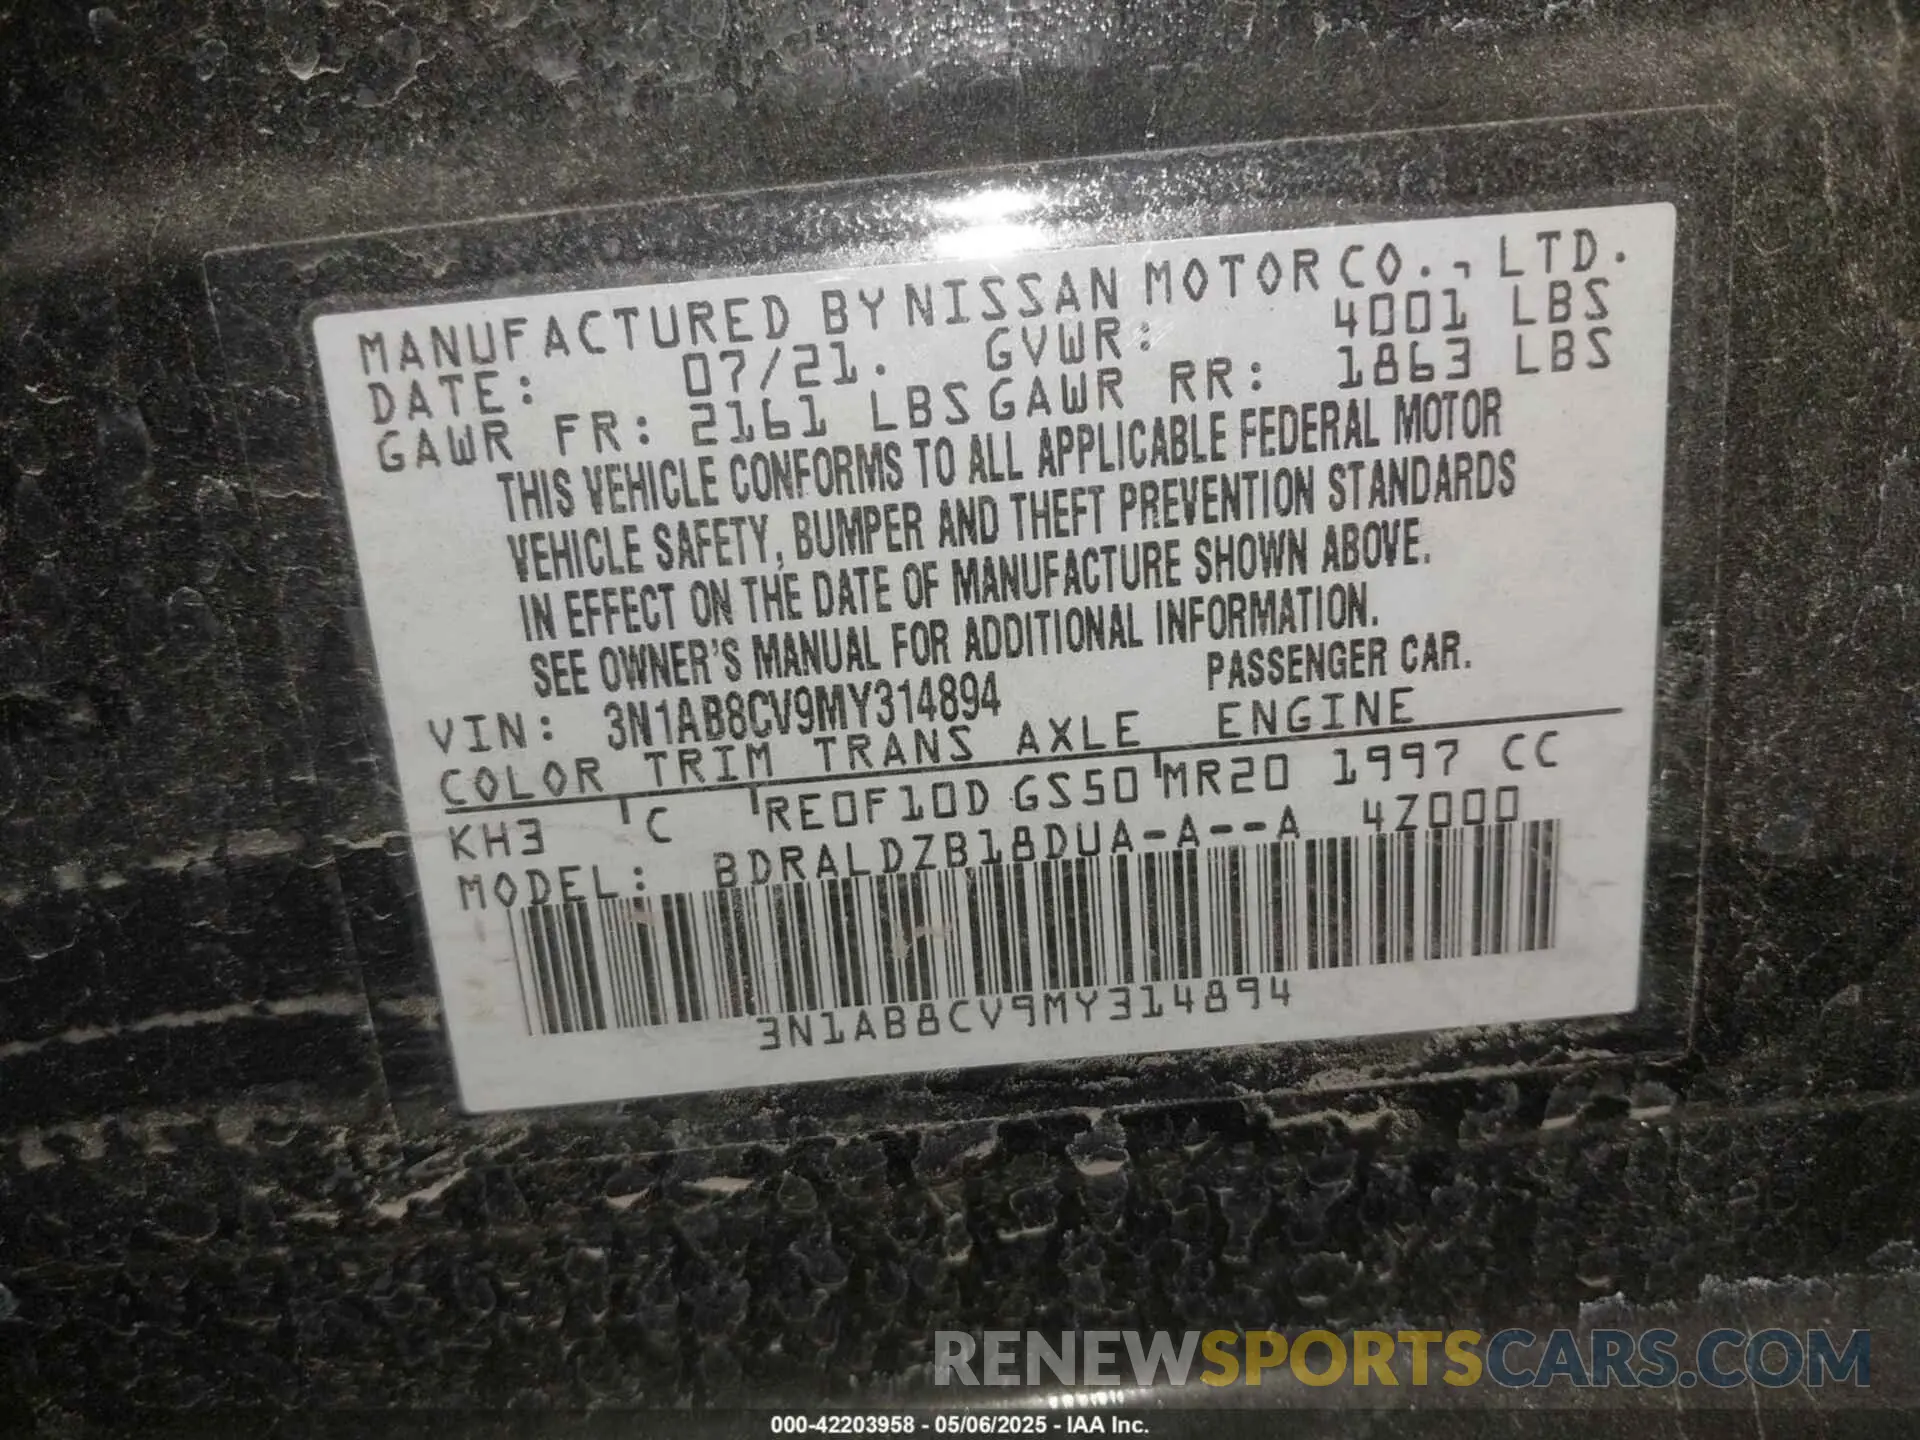 MANUFACTURED BY NISSAN MOTOR CO., LTD.
DATE: 07/21. GVWR: 4001 LBS
GAWR FR: 2161 LBS GAWR RR: 1863 LBS
THIS VEHICLE CONFORMS TO ALL APPLICABLE FEDERAL MOTOR
VEHICLE SAFETY, BUMPER AND THEFT PREVENTION STANDARDS
IN EFFECT ON THE DATE OF MANUFACTURE SHOWN ABOVE.
SEE OWNER'S MANUAL FOR ADDITIONAL INFORMATION.
VIN: 3N1AB8CV9MY314894 PASSENGER CAR.
COLOR TRIM TRANS AXLE ENGINE
KH3 C RE0F10D GS50 MR20 1997 CC
MODEL: BDRALDZB18DUA-A--A 4Z000
3N1AB8CV9MY314894
RENEWSPORTSCARS.COM
000-42203958 - 05/06/2025 - IAA Inc.